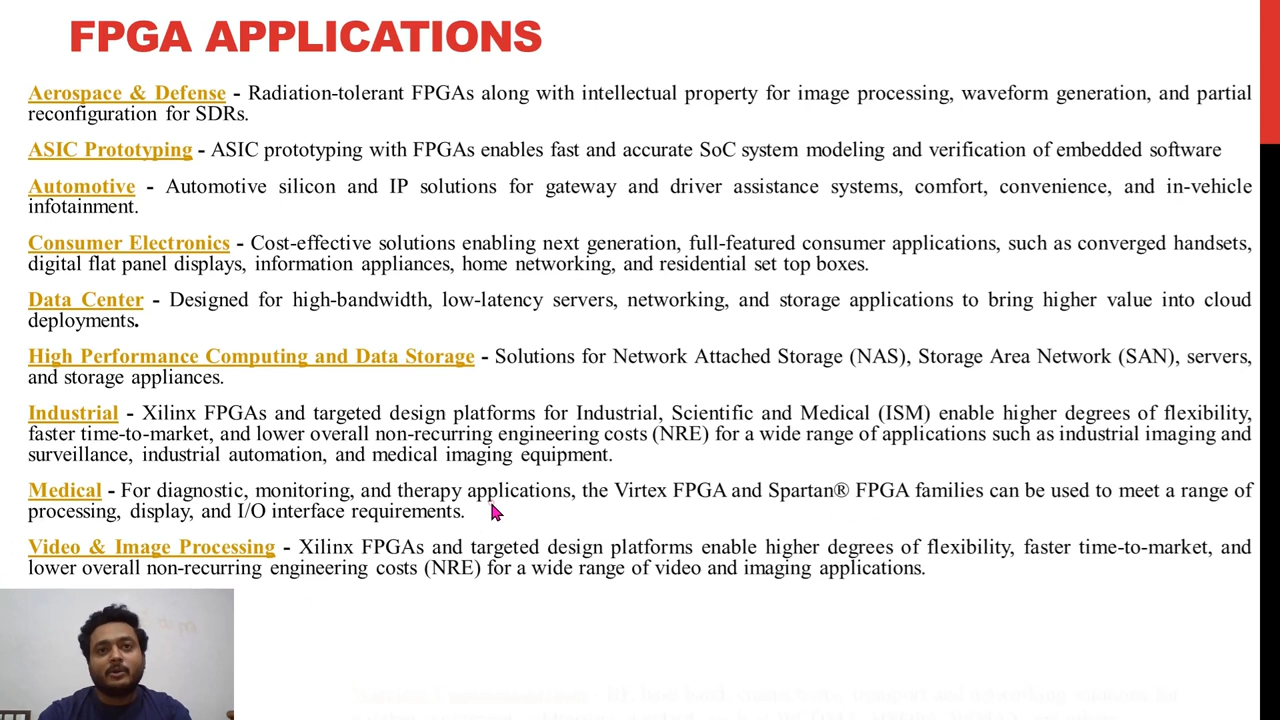 FPGA APPLICATIONS
Aerospace & Defense - Radiation-tolerant FPGAs along with intellectual property for image processing, waveform generation, and partial
reconfiguration for SDRs.
ASIC Prototyping - ASIC prototyping with FPGAs enables fast and accurate SoC system modeling and verification of embedded software
Automotive - Automotive silicon and IP solutions for gateway and driver assistance systems, comfort, convenience, and in-vehicle
infotainment.
Consumer Electronics - Cost-effective solutions enabling next generation, full-featured consumer applications, such as converged handsets,
digital flat panel displays, information appliances, home networking, and residential set top boxes.
Data Center - Designed for high-bandwidth, low-latency servers, networking, and storage applications to bring higher value into cloud
deployments.
High Performance Computing and Data Storage - Solutions for Network Attached Storage (NAS), Storage Area Network (SAN), servers,
and storage appliances.
Industrial - Xilinx FPGAs and targeted design platforms for Industrial, Scientific and Medical (ISM) enable higher degrees of flexibility,
faster time-to-market, and lower overall non-recurring engineering costs (NRE) for a wide range of applications such as industrial imaging and
surveillance, industrial automation, and medical imaging equipment.
Medical - For diagnostic, monitoring, and therapy applications, the Virtex FPGA and Spartan® FPGA families can be used to meet a range of
processing, display, and I/O interface requirements.
Video & Image Processing - Xilinx FPGAs and targeted design platforms enable higher degrees of flexibility, faster time-to-market, and
lower overall non-recurring engineering costs (NRE) for a wide range of video and imaging applications.